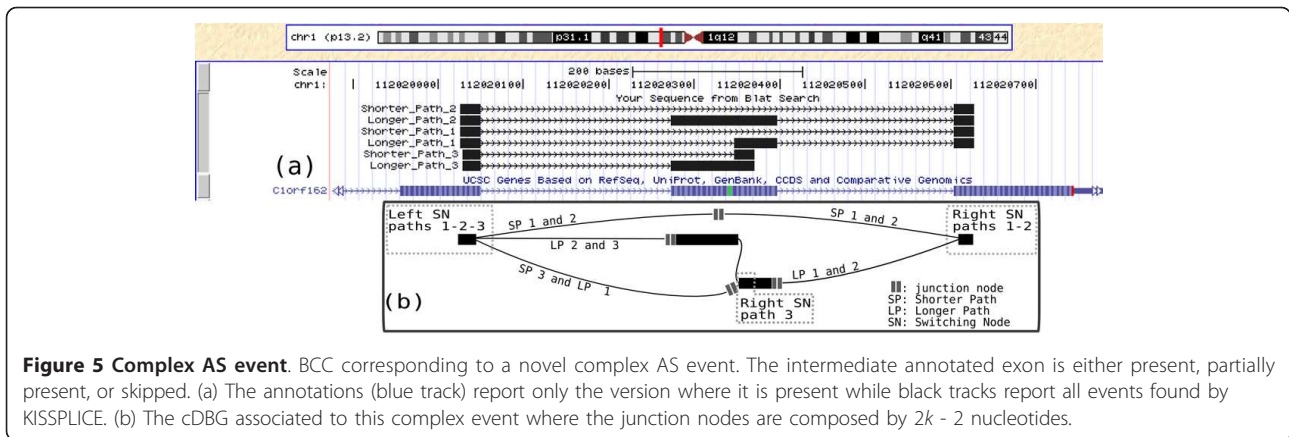 chr1 (p13.2)
p31.1
1q12
q41
43
44
Scale
200 bases
chr1:
112020000
112020100
112020200
112020300
112020400
112020500
112020600
112020700
Your Sequence from Blat Search
Shorter_Path_2
Longer_Path_2
Shorter_Path_1
Longer_Path_1
Shorter_Path_3
Longer_Path_3
(a)
UCSC Genes Based on RefSeq, UniProt, GenBank, CCDS and Comparative Genomics
C1orf162
Left SN
paths 1-2-3
SP 1 and 2
SP 1 and 2
Right SN
paths 1-2
LP 2 and 3
SP 3 and LP 1
LP 1 and 2
(b)
Right SN
path 3
: junction node
SP: Shorter Path
LP: Longer Path
SN: Switching Node
Figure 5 Complex AS event. BCC corresponding to a novel complex AS event. The intermediate annotated exon is either present, partially
present, or skipped. (a) The annotations (blue track) report only the version where it is present while black tracks report all events found by
KISSPLICE. (b) The cDBG associated to this complex event where the junction nodes are composed by 2k - 2 nucleotides.